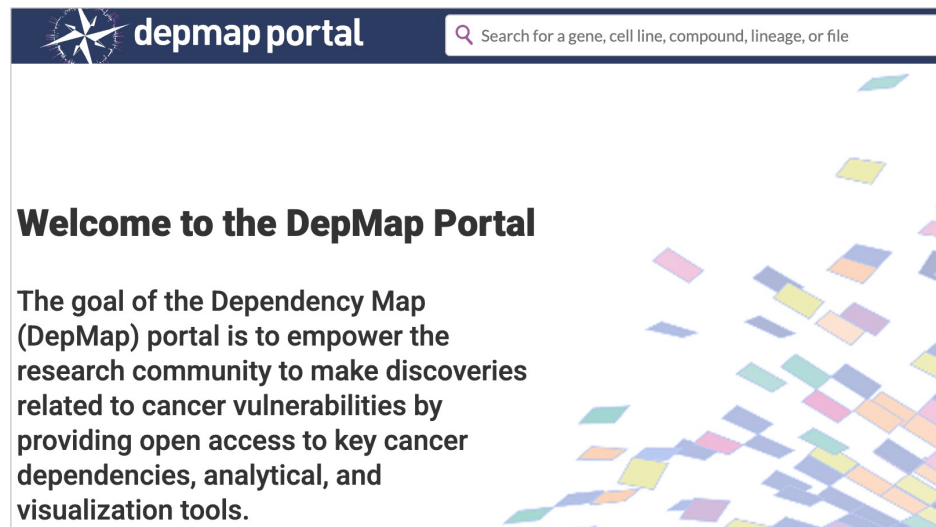 depmap portal
Search for a gene, cell line, compound, lineage, or file
Welcome to the DepMap Portal
The goal of the Dependency Map
(DepMap) portal is to empower the
research community to make discoveries
related to cancer vulnerabilities by
providing open access to key cancer
dependencies, analytical, and
visualization tools.